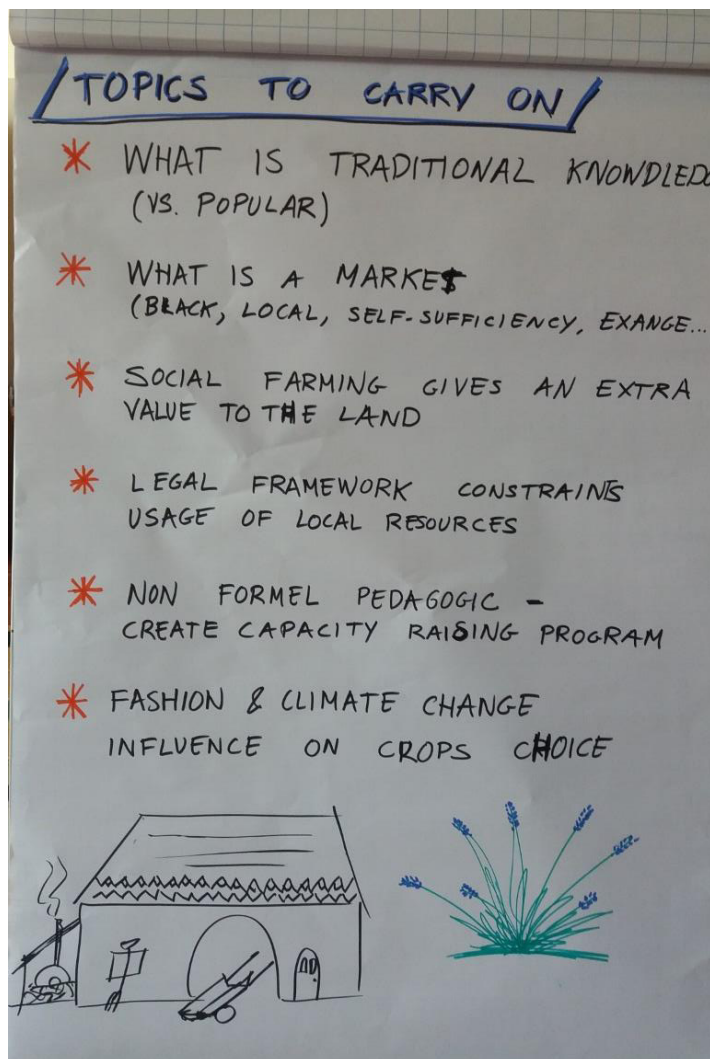 TOPICS TO CARRY ON
* WHAT IS TRADITIONAL KNOWDLEDG
(VS. POPULAR)
* WHAT IS A MARKET
(BLACK, LOCAL, SELF-SUFFICIENCY, EXANGE...
* SOCIAL FARMING GIVES AN EXTRA
VALUE TO THE LAND
* LEGAL FRAMEWORK CONSTRAINTS
USAGE OF LOCAL RESOURCES
* NON FORMEL PEDAGOGIC -
CREATE CAPACITY RAISING PROGRAM
* FASHION & CLIMATE CHANGE
INFLUENCE ON CROPS CHOICE